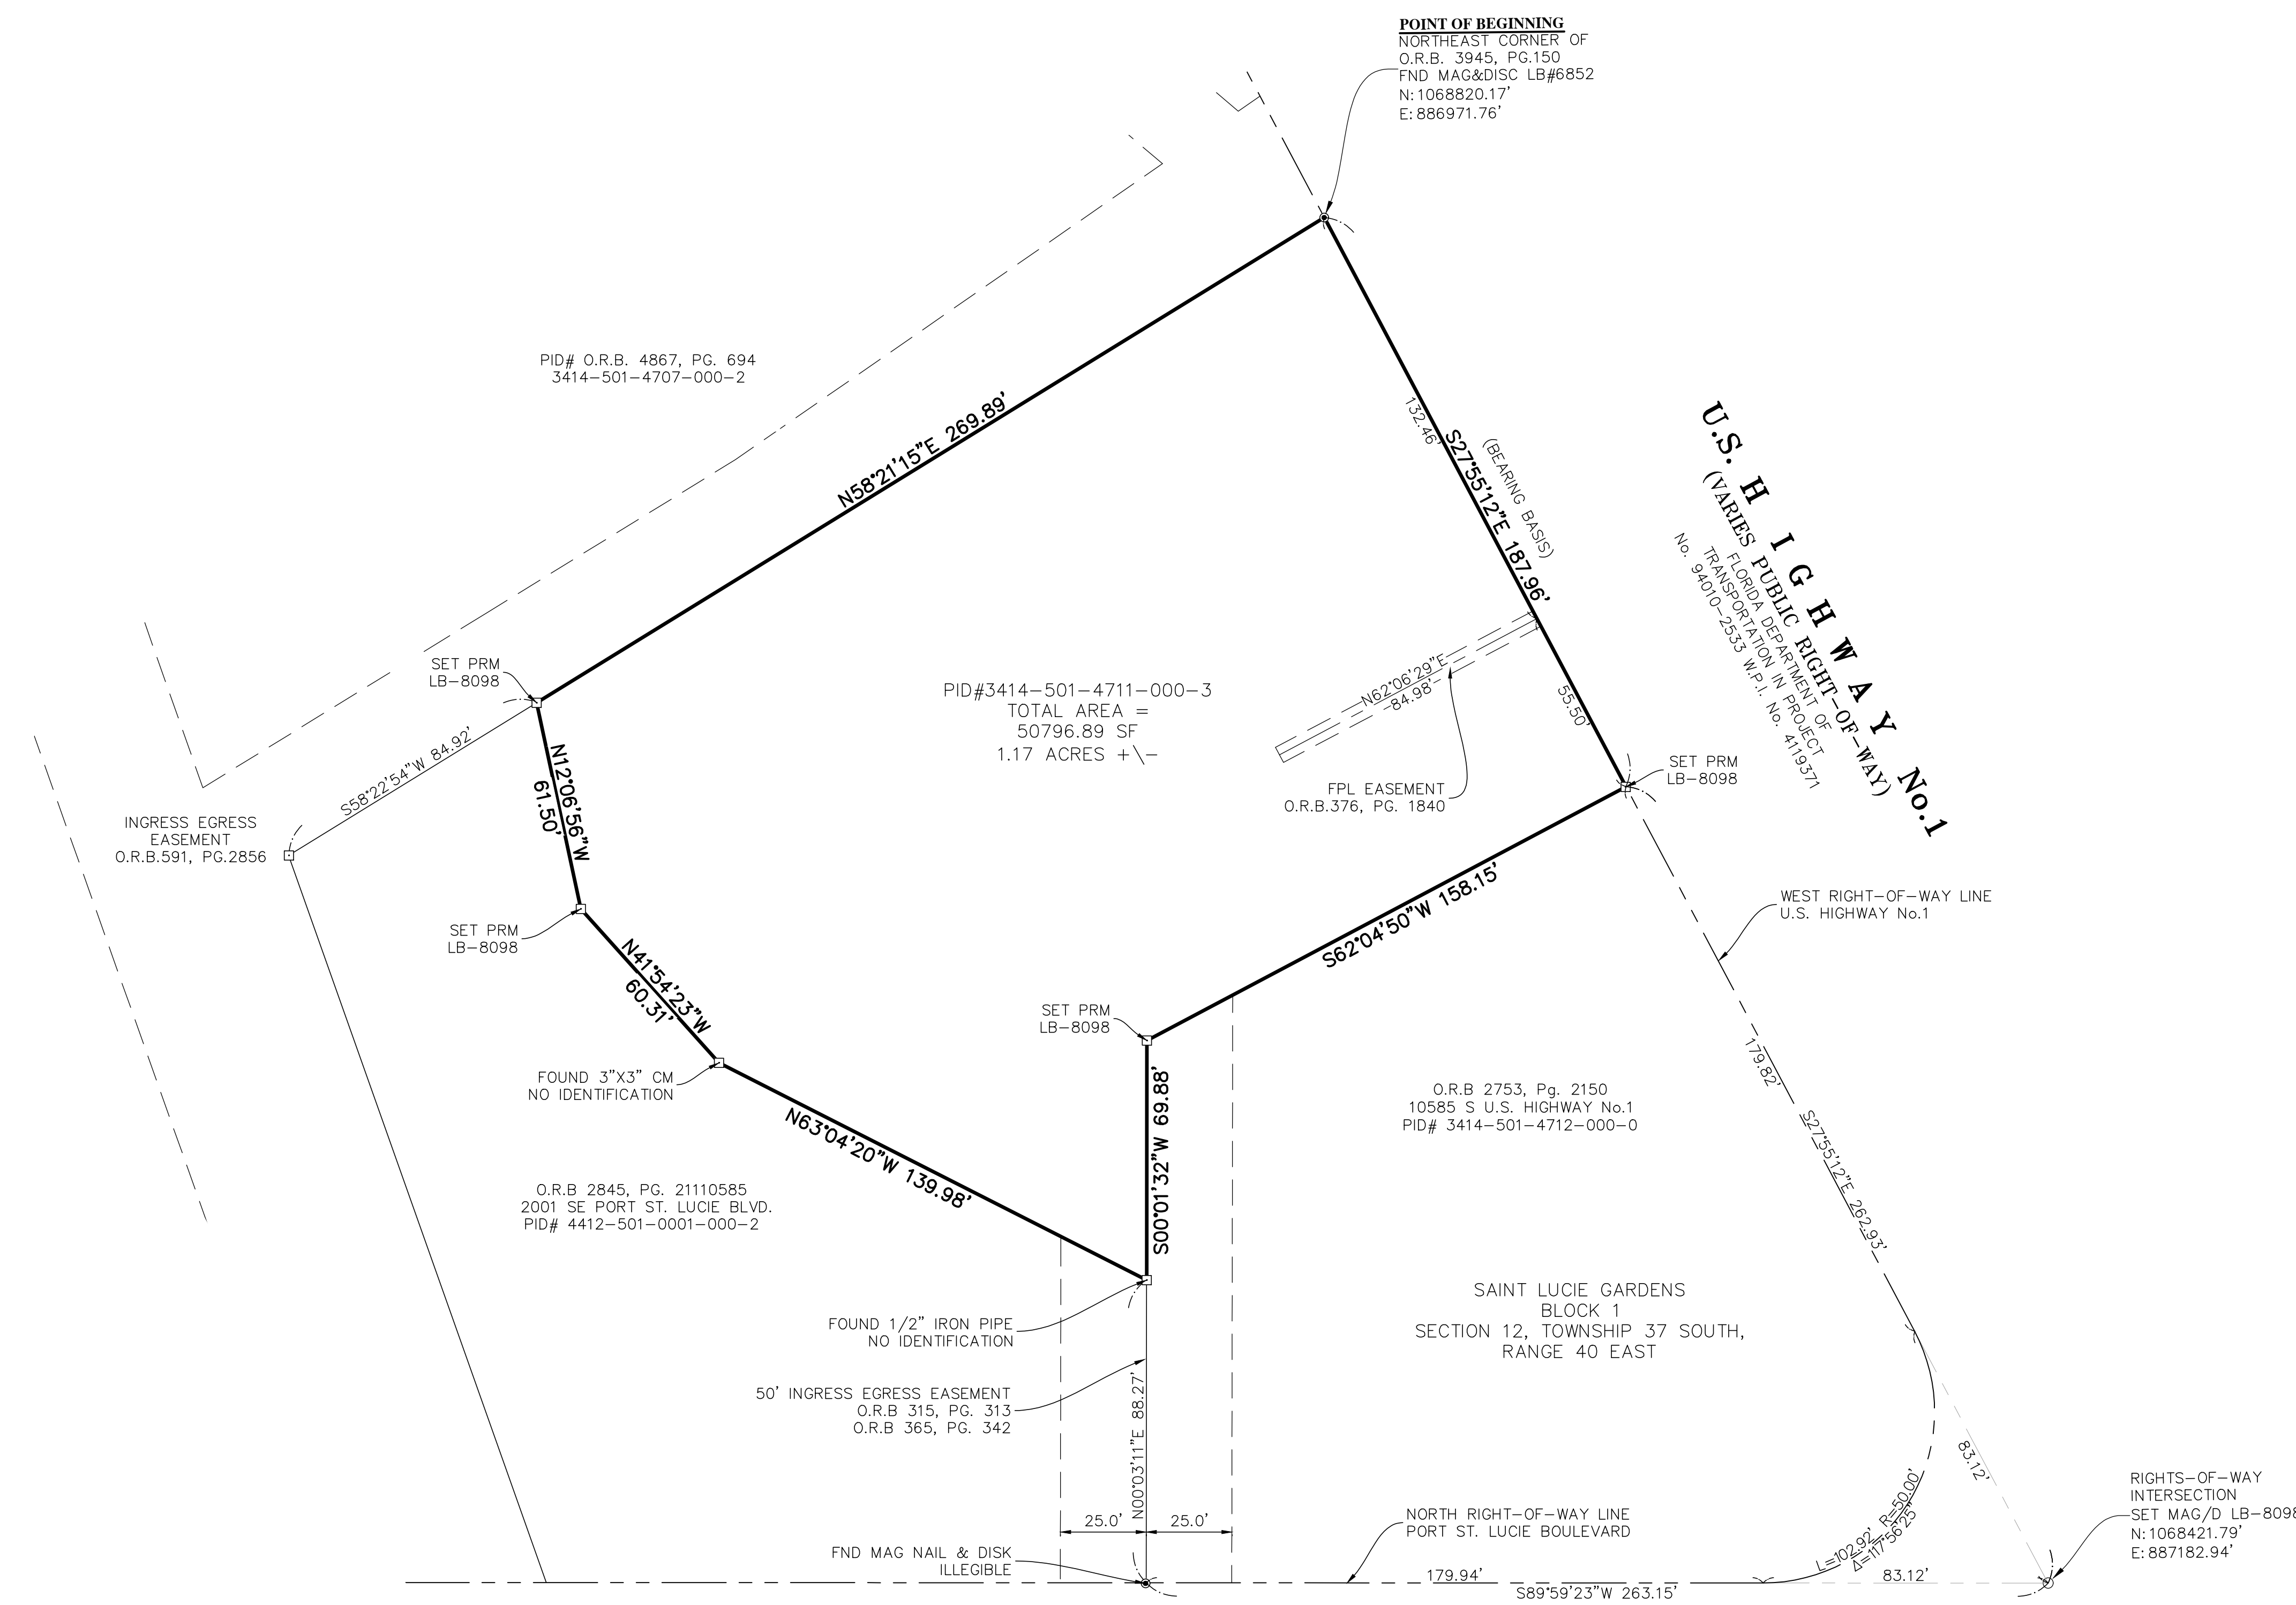 POINT OF BEGINNING
NORTHEAST CORNER OF
O.R.B. 3945, PG.150
FND MAG&DISC LB#6852
N:1068820.17'
E:886971.76'
PID# O.R.B. 4867, PG. 694
3414-501-4707-000-2
N58°21'15"E 269.89'
132.46'
S27°55'12"E 187.96'
(BEARING BASIS)
55.50'
U.S. HIGHWAY No.1
(VARIES PUBLIC RIGHT-OF-WAY)
FLORIDA DEPARTMENT OF
TRANSPORTATION IN PROJECT
No. 94010-2533 W.P.I. No. 4119371
SET PRM
LB-8098
S58°22'54"W 84.92'
INGRESS EGRESS
EASEMENT
O.R.B.591, PG.2856
N12°06'56"W
61.50'
PID#3414-501-4711-000-3
TOTAL AREA =
50796.89 SF
1.17 ACRES +\-
N62°06'29"E
84.98'
FPL EASEMENT
O.R.B.376, PG. 1840
SET PRM
LB-8098
S62°04'50"W 158.15'
WEST RIGHT-OF-WAY LINE
U.S. HIGHWAY No.1
SET PRM
LB-8098
N41°54'23"W
60.31'
SET PRM
LB-8098
FOUND 3"X3" CM
NO IDENTIFICATION
N63°04'20"W 139.98'
S00°01'32"W 69.88'
O.R.B 2753, Pg. 2150
10585 S U.S. HIGHWAY No.1
PID# 3414-501-4712-000-0
179.82'
S27°55'12"E 262.93'
O.R.B 2845, PG. 21110585
2001 SE PORT ST. LUCIE BLVD.
PID# 4412-501-0001-000-2
SAINT LUCIE GARDENS
BLOCK 1
SECTION 12, TOWNSHIP 37 SOUTH,
RANGE 40 EAST
FOUND 1/2" IRON PIPE
NO IDENTIFICATION
50' INGRESS EGRESS EASEMENT
O.R.B 315, PG. 313
O.R.B 365, PG. 342
N00°03'11"E 88.27'
25.0'
25.0'
FND MAG NAIL & DISK
ILLEGIBLE
NORTH RIGHT-OF-WAY LINE
PORT ST. LUCIE BOULEVARD
179.94'
S89°59'23"W 263.15'
L=102.92' R=50.00'
Δ=117°56'25"
83.12'
83.12'
RIGHTS-OF-WAY
INTERSECTION
SET MAG/D LB-8098
N:1068421.79'
E:887182.94'